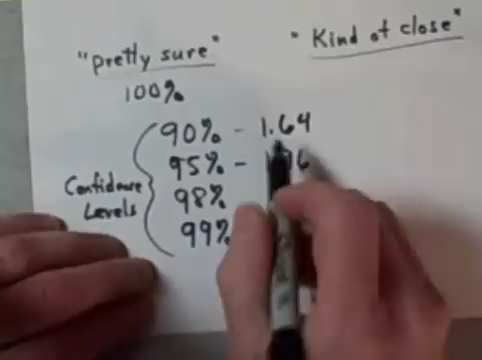 "pretty sure"
"Kind of close"
100%
90% - 1.64
95% -
98%
99%
Confidence
Levels